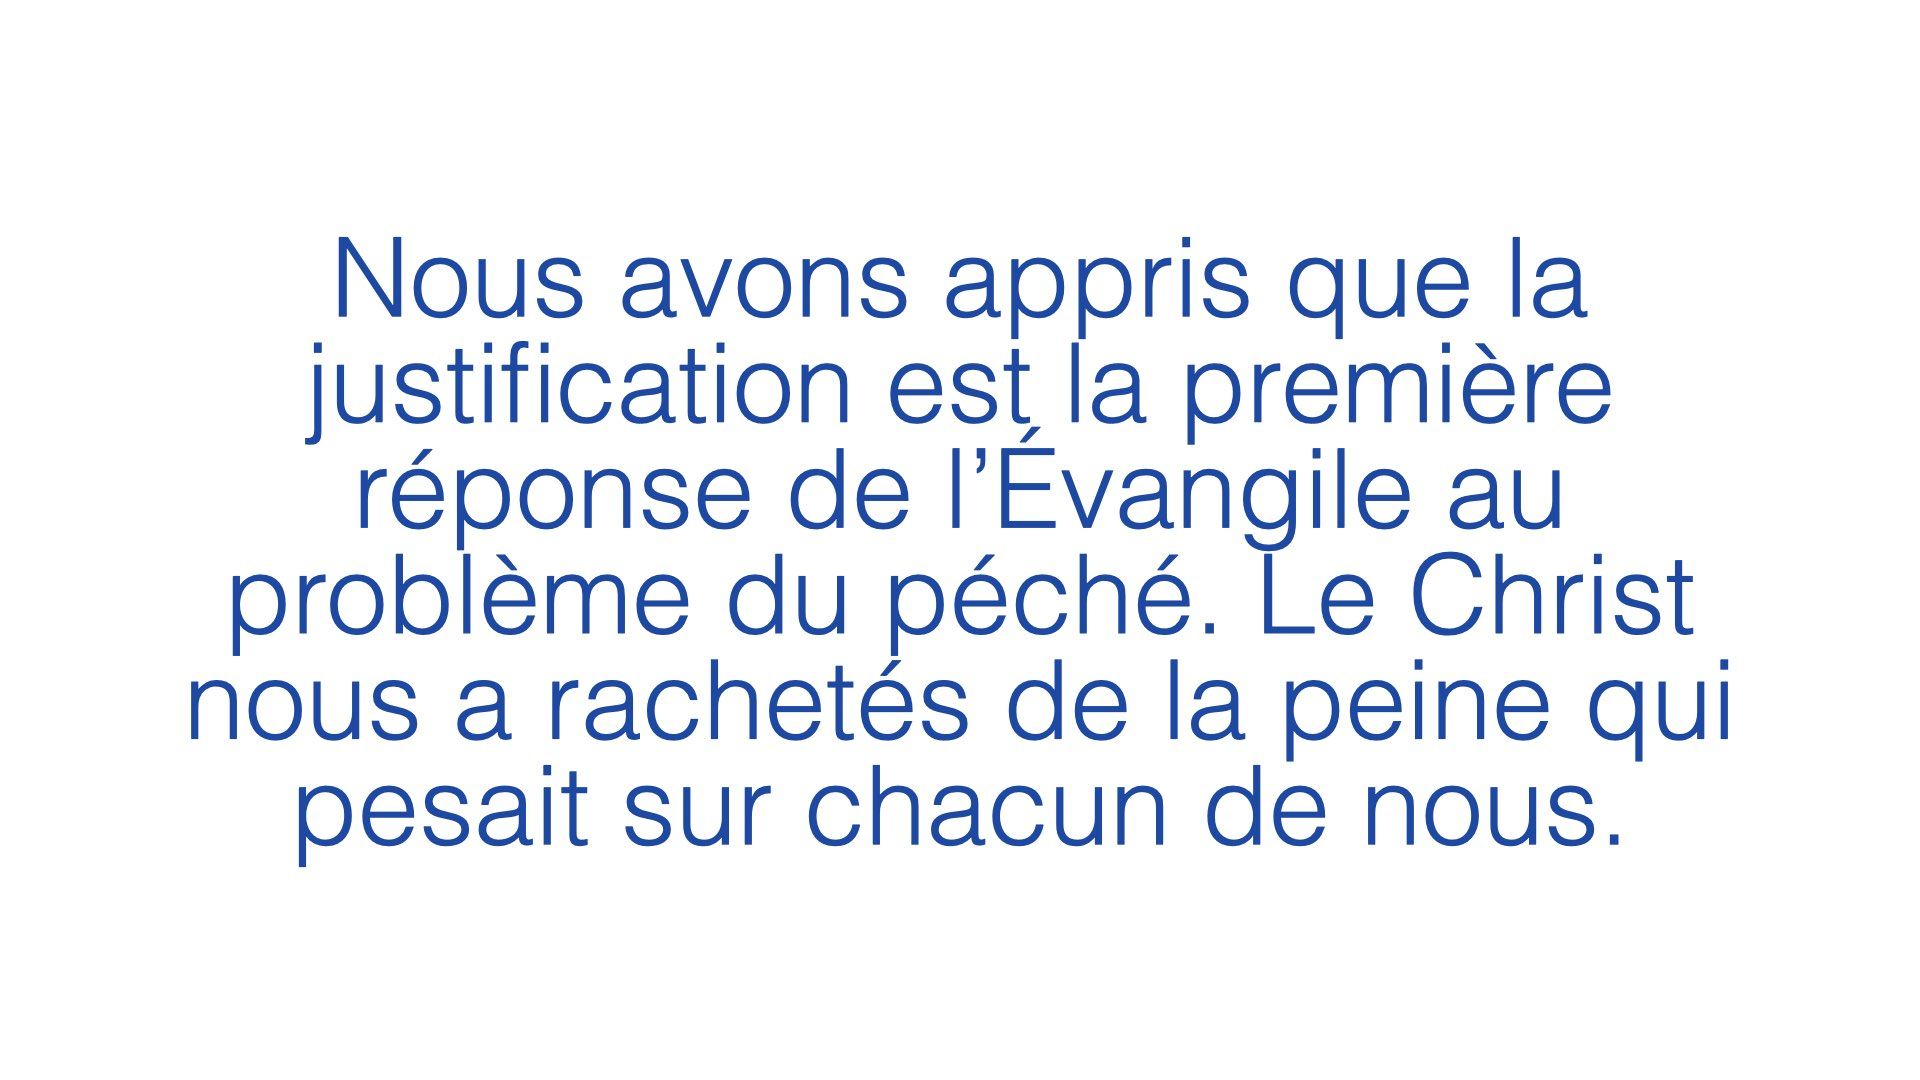 Nous avons appris que la
justification est la première
réponse de l’Évangile au
problème du péché. Le Christ
nous a rachetés de la peine qui
pesait sur chacun de nous.